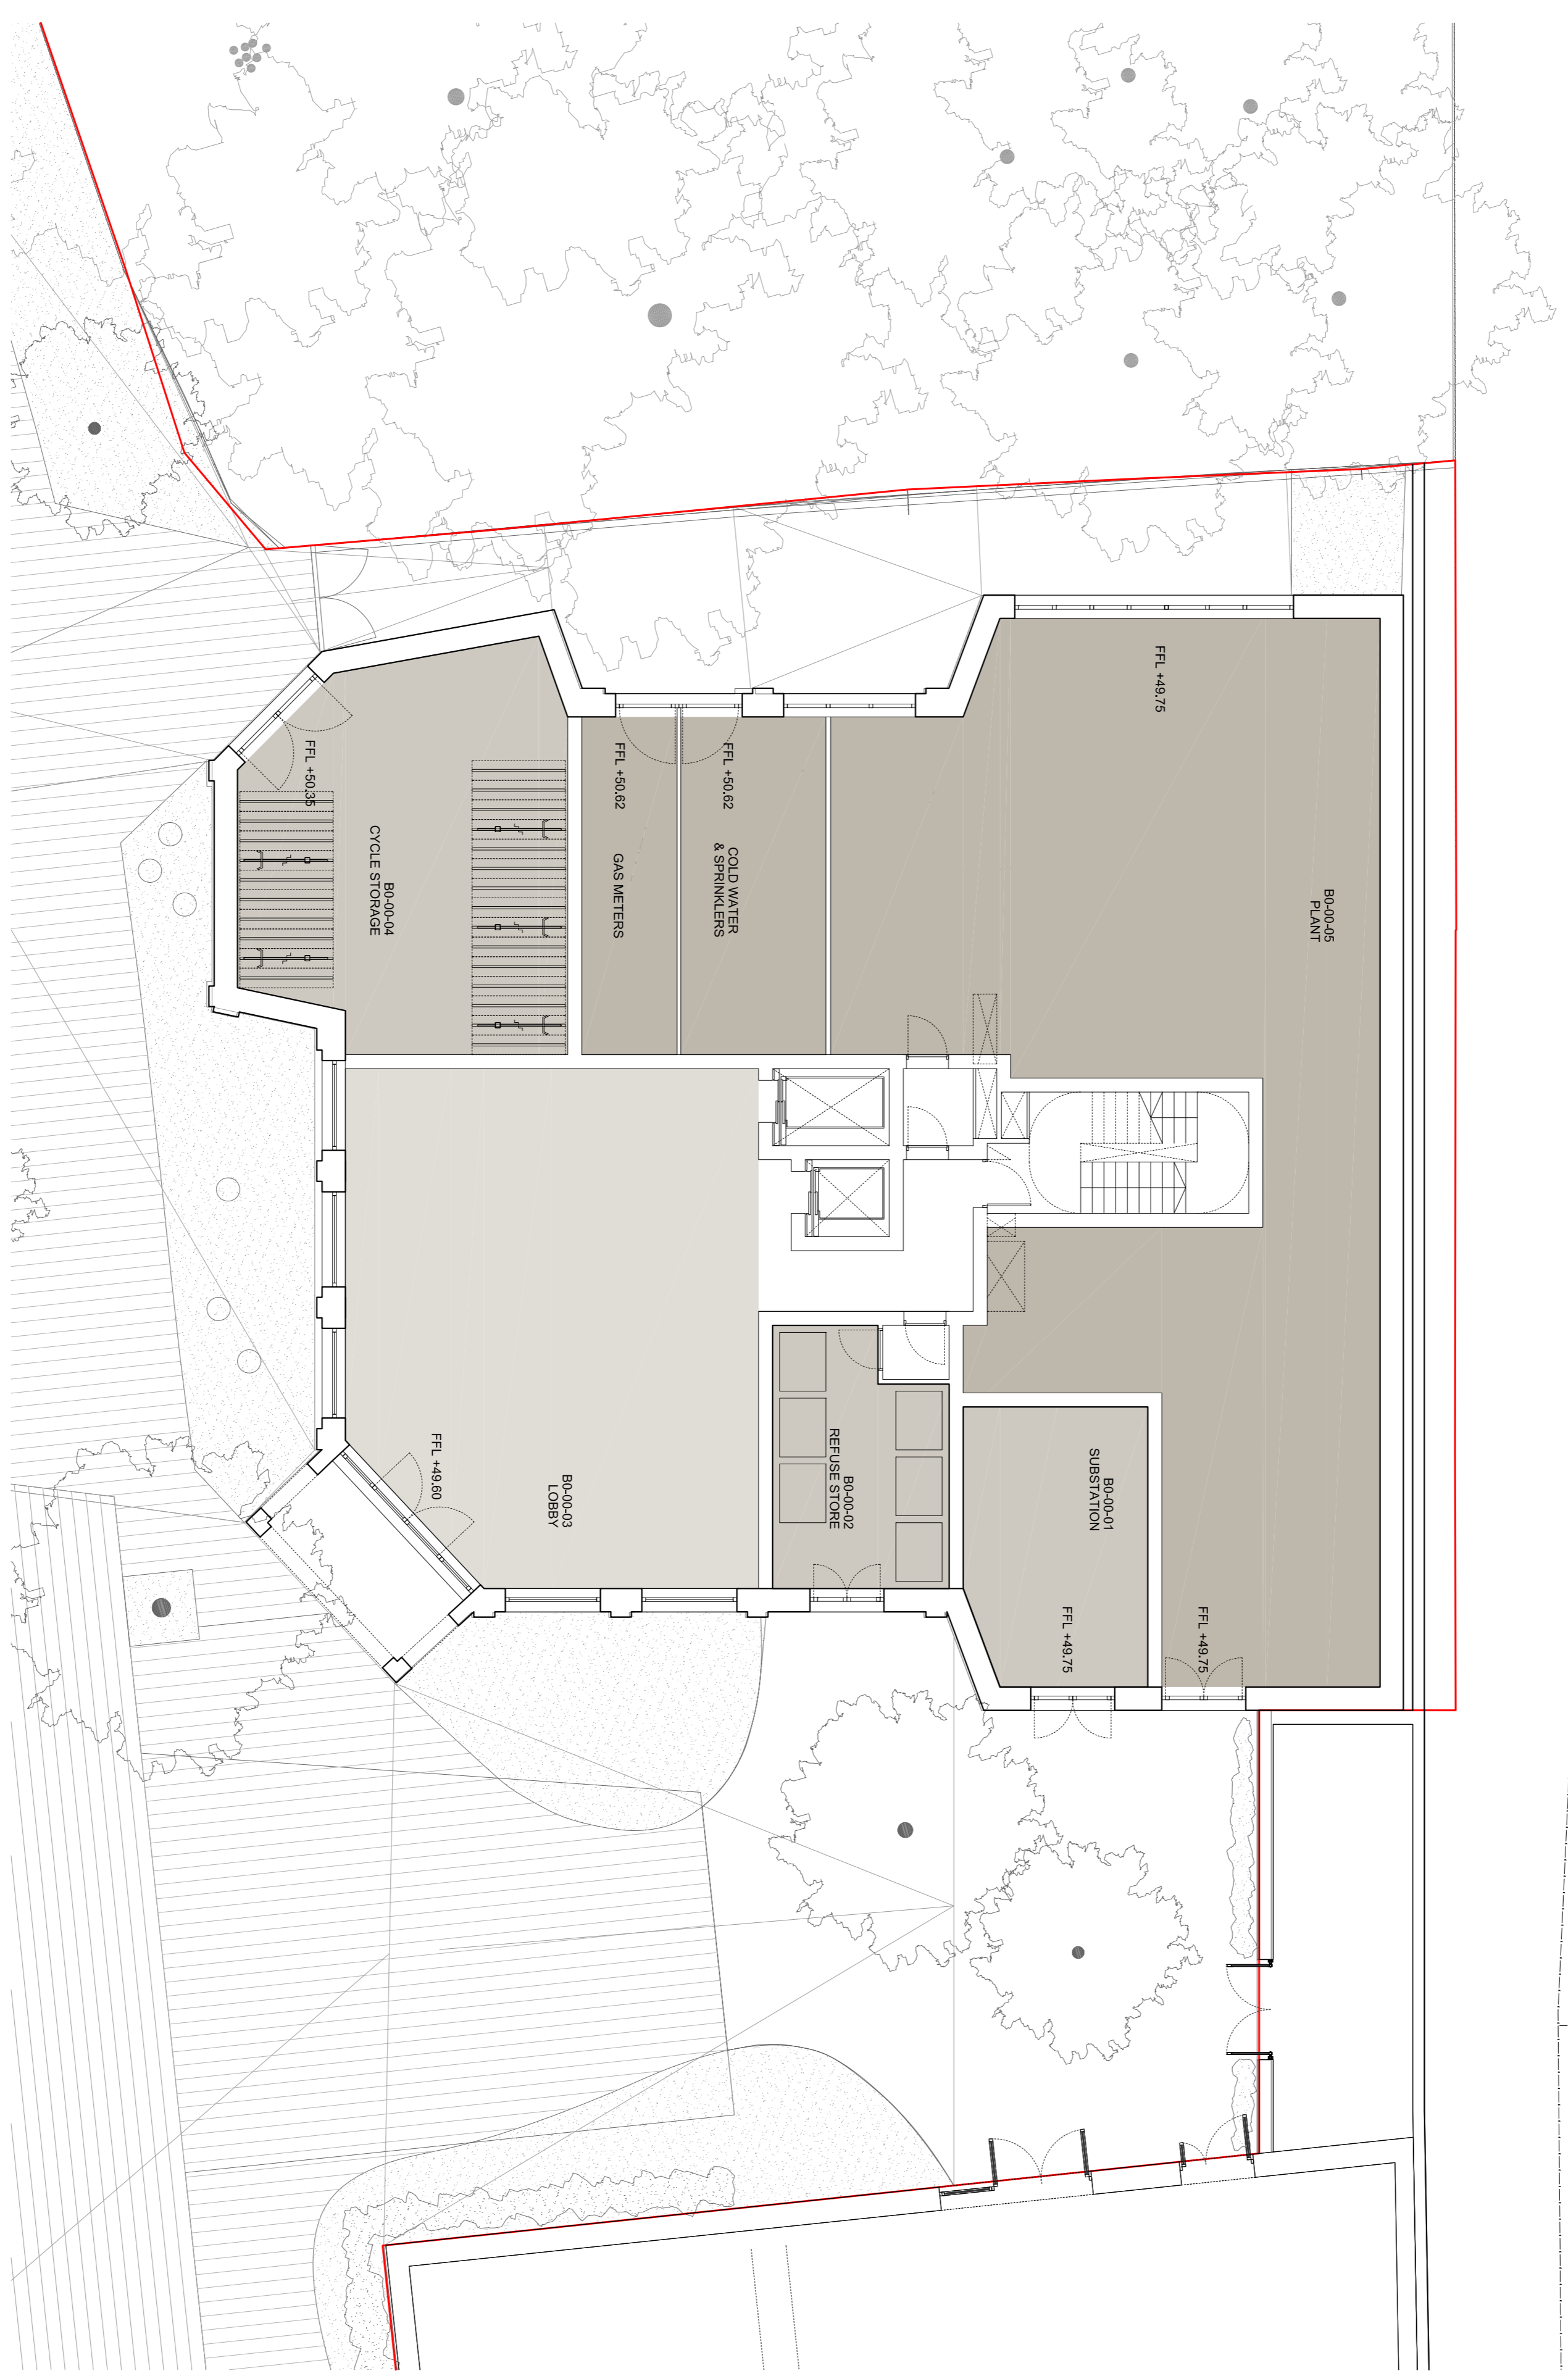 FFL +49.75
B0-00-05
PLANT
FFL +50.35
FFL +50.62
FFL +50.62
B0-00-04
CYCLE STORAGE
GAS METERS
COLD WATER
& SPRINKLERS
FFL +49.60
B0-00-03
LOBBY
B0-00-02
REFUSE STORE
B0-00-01
SUBSTATION
FFL +49.75
FFL +49.75